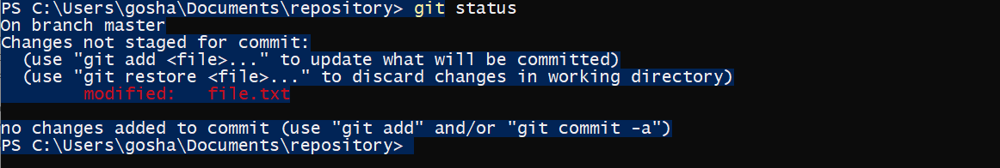 PS C:\Users\gosha\Documents\repository> git status
On branch master
Changes not staged for commit:
  (use "git add <file>..." to update what will be committed)
  (use "git restore <file>..." to discard changes in working directory)
        modified:   file.txt

no changes added to commit (use "git add" and/or "git commit -a")
PS C:\Users\gosha\Documents\repository>